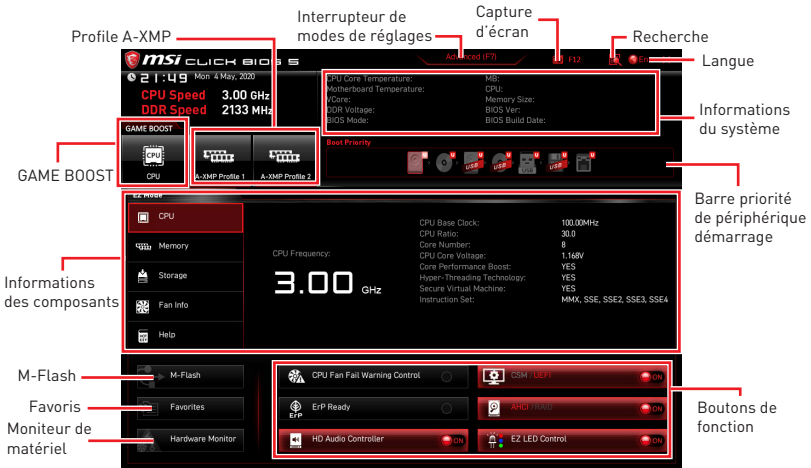 Interrupteur de
modes de réglages
Capture
d'écran
Profile A-XMP
Recherche
Langue
msi CLICK BIOS 5
Advanced (F7)
F12
En
21:49 Mon 4 May, 2020
CPU Speed 3.00 GHz
DDR Speed 2133 MHz
CPU Core Temperature:
Motherboard Temperature:
VCore:
DDR Voltage:
BIOS Mode:
MB:
CPU:
Memory Size:
BIOS Ver:
BIOS Build Date:
Informations
du système
GAME BOOST
CPU
CPU
A-XMP Profile 1
A-XMP Profile 2
Boot Priority
U
U
USB U
USB U
USB U
U
U
GAME BOOST
Barre priorité
de périphérique
démarrage
EZ Mode
CPU
Memory
Storage
Fan Info
HOT KEY Help
CPU Frequency:
3.00 GHz
CPU Base Clock: 100.00MHz
CPU Ratio: 30.0
Core Number: 8
CPU Core Voltage: 1.168V
Core Performance Boost: YES
Hyper-Threading Technology: YES
Secure Virtual Machine: YES
Instruction Set: MMX, SSE, SSE2, SSE3, SSE4
Informations
des composants
M-Flash
Favoris
Moniteur de
matériel
M-Flash
Favorites
Hardware Monitor
CPU Fan Fail Warning Control
ErP ErP Ready
HD Audio Controller ON
CSM /UEFI ON
AHCI /RAID ON
EZ LED Control ON
Boutons de
fonction